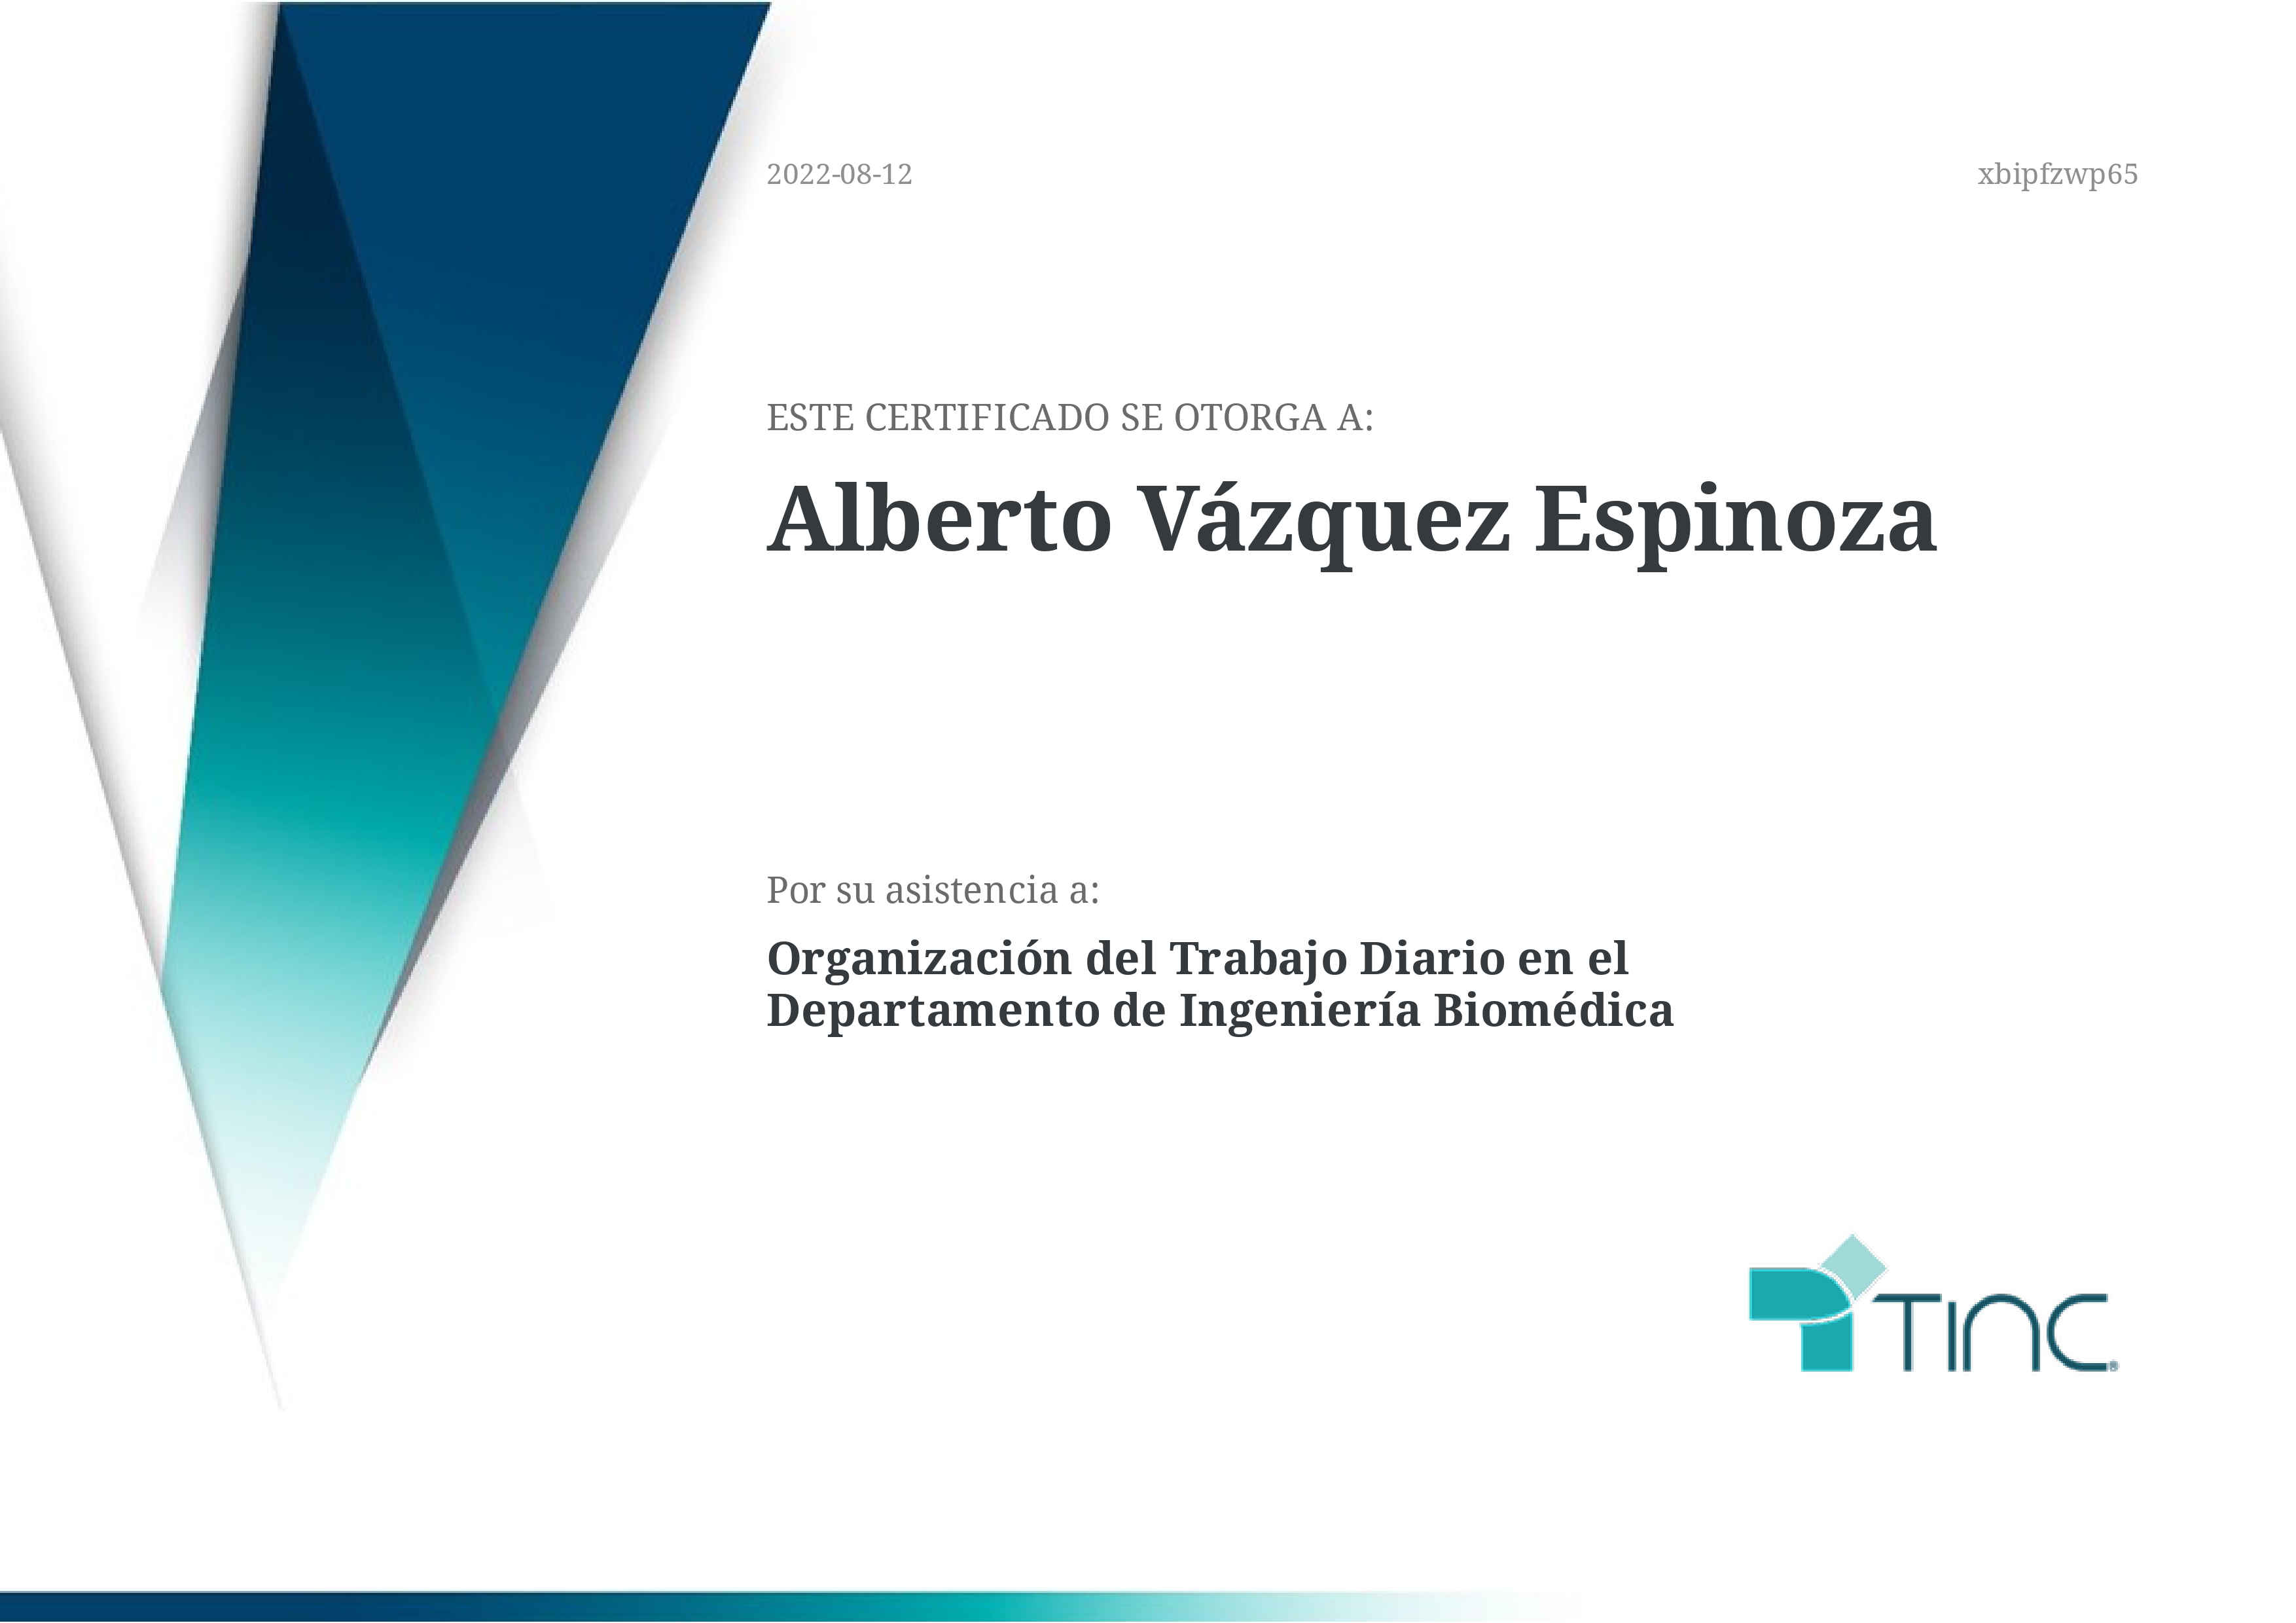 2022-08-12
xbipfzwp65
ESTE CERTIFICADO SE OTORGA A:
Alberto Vázquez Espinoza
Por su asistencia a:
Organización del Trabajo Diario en el
Departamento de Ingeniería Biomédica
TINC®